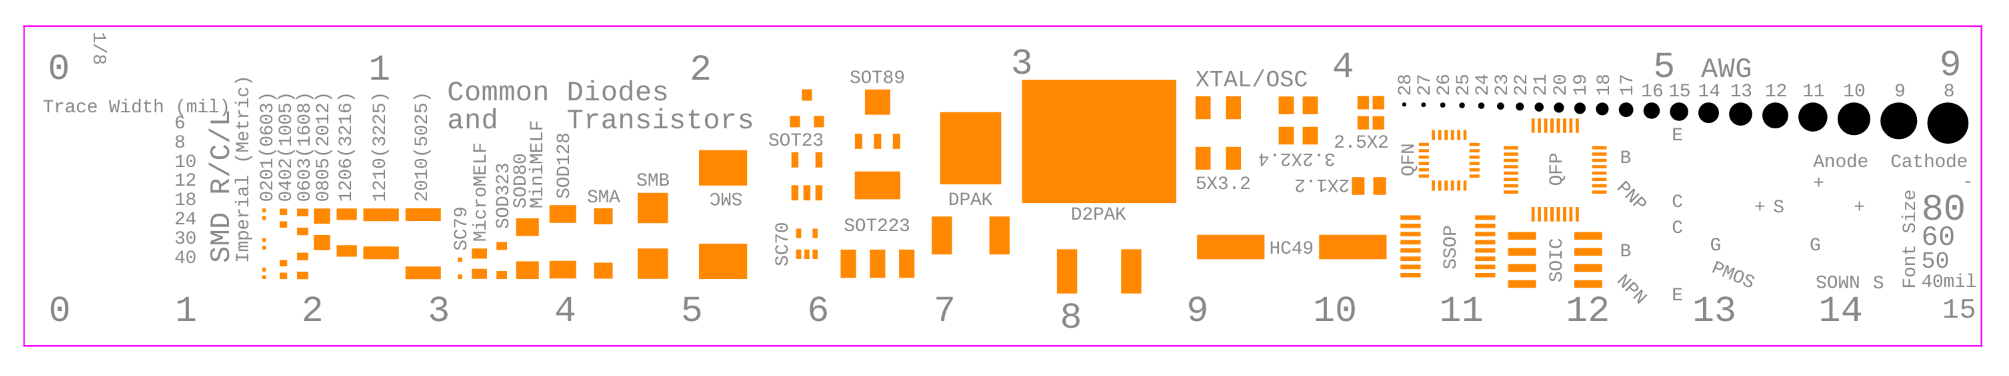 0 1/8 1 2 3 4 5 9
Trace Width (mil)
6
8
10
12
18
24
30
40
SMD R/C/L
Imperial (Metric)
0201(0603)
0402(1005)
0603(1608)
0805(2012)
1206(3216)
1210(3225)
2010(5025)
Common Diodes
and Transistors
SC79
MicroMELF
SOD323
SOD80
MiniMELF
SOD128
SMA
SMB
SMC
SOT23
SC70
SOT89
SOT223
DPAK
D2PAK
XTAL/OSC
5X3.2
3.2X2.4
2.5X2
2X1.2
HC49
AWG
28 27 26 25 24 23 22 21 20 19 18 17 16 15 14 13 12 11 10 9 8
QFN
QFP
SSOP
SOIC
E
B
PNP
C
C
B
NPN
E
Anode Cathode
+ -
+ S +
G G
PMOS
SOWN S
Font Size
80
60
50
40mil
0 1 2 3 4 5 6 7 8 9 10 11 12 13 14 15